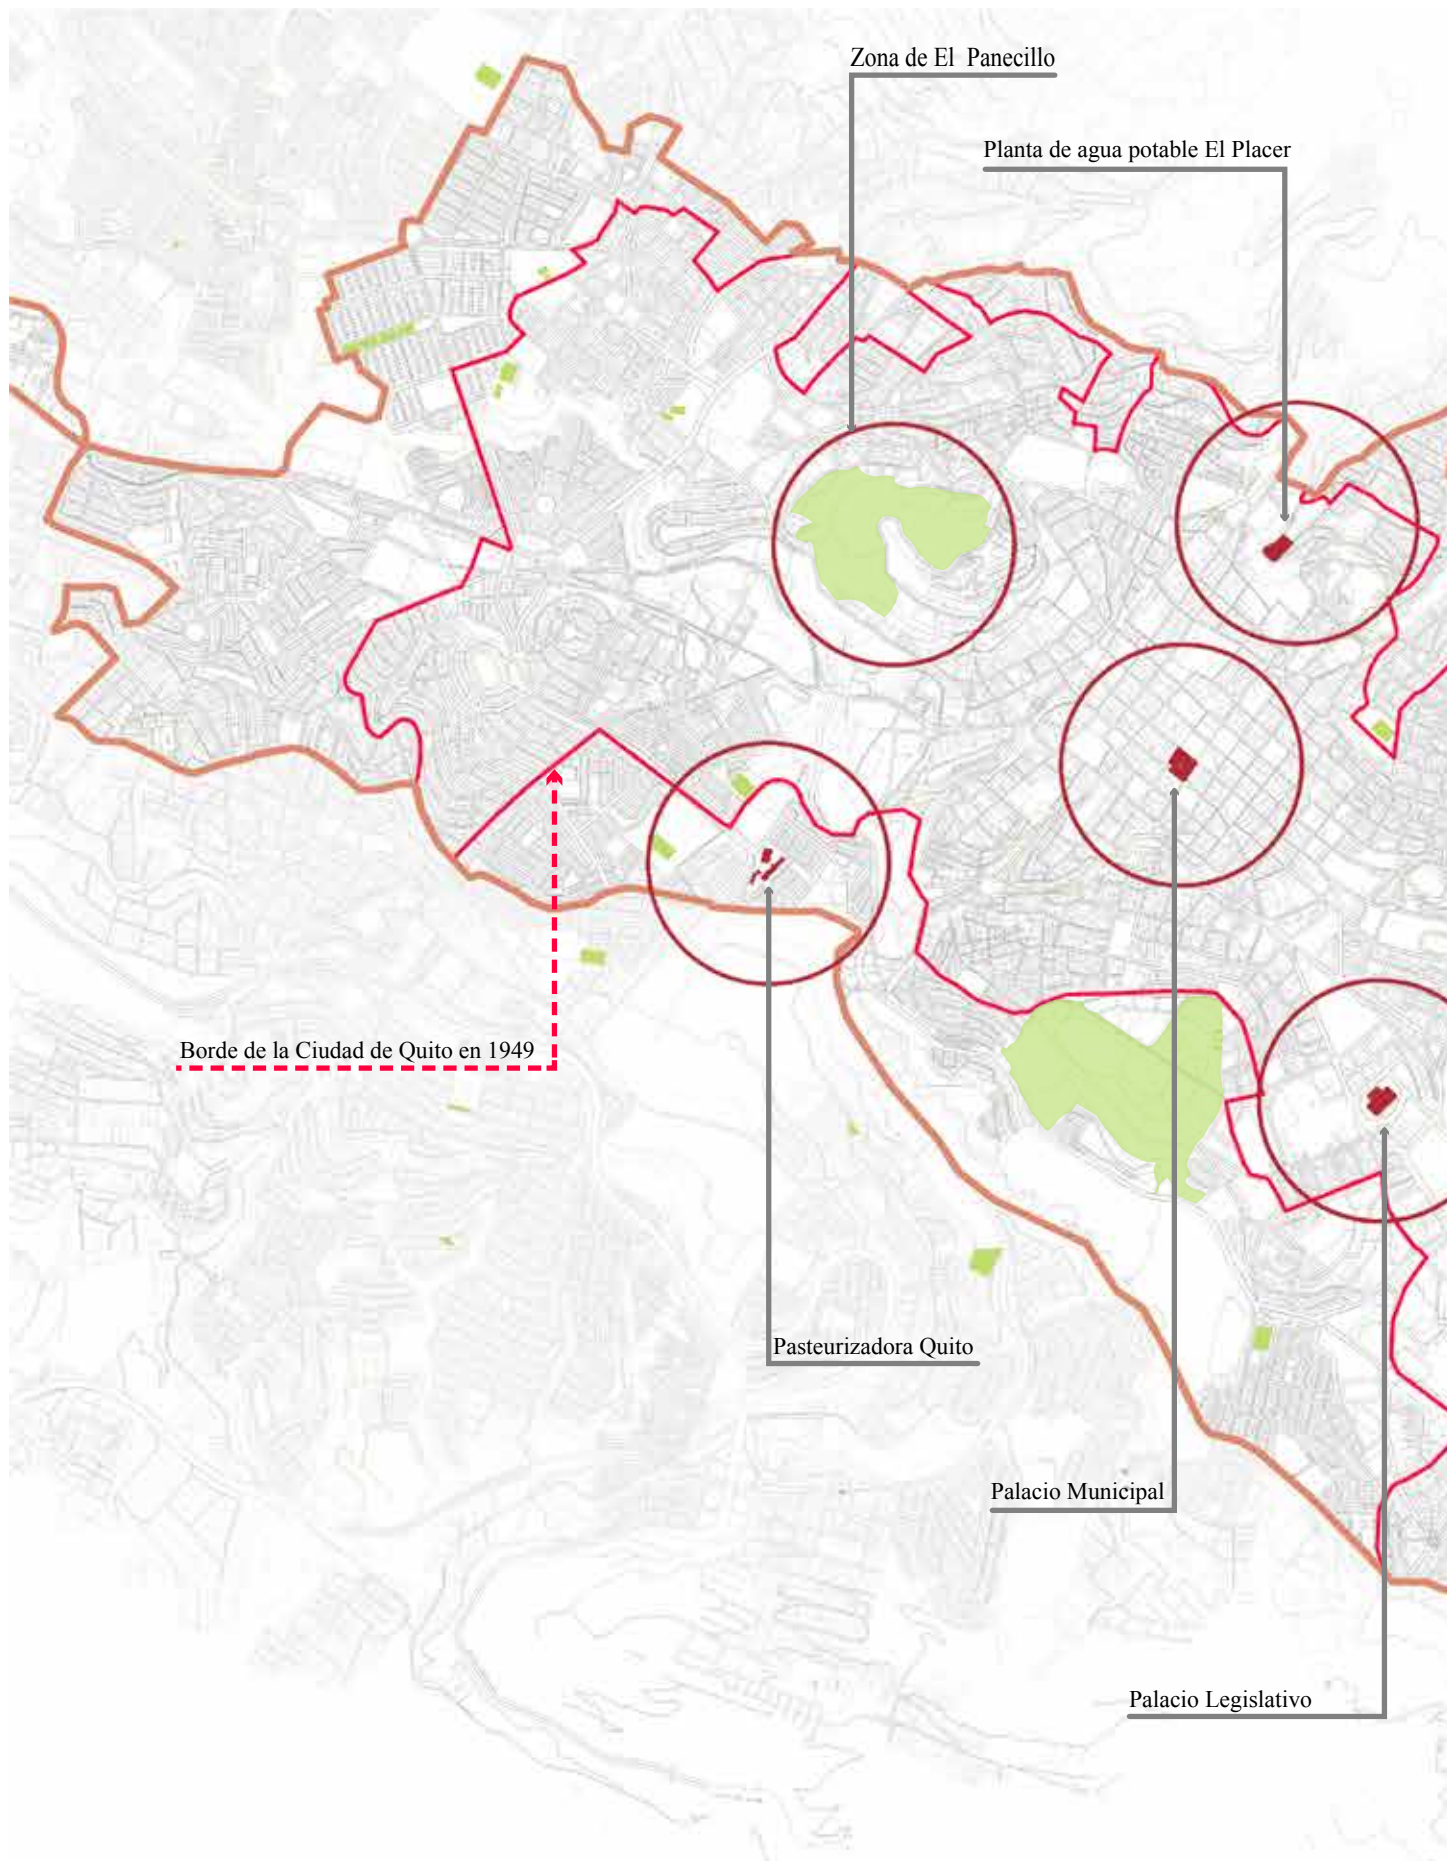 Zona de El Panecillo
Planta de agua potable El Placer
Borde de la Ciudad de Quito en 1949
Pasteurizadora Quito
Palacio Municipal
Palacio Legislativo